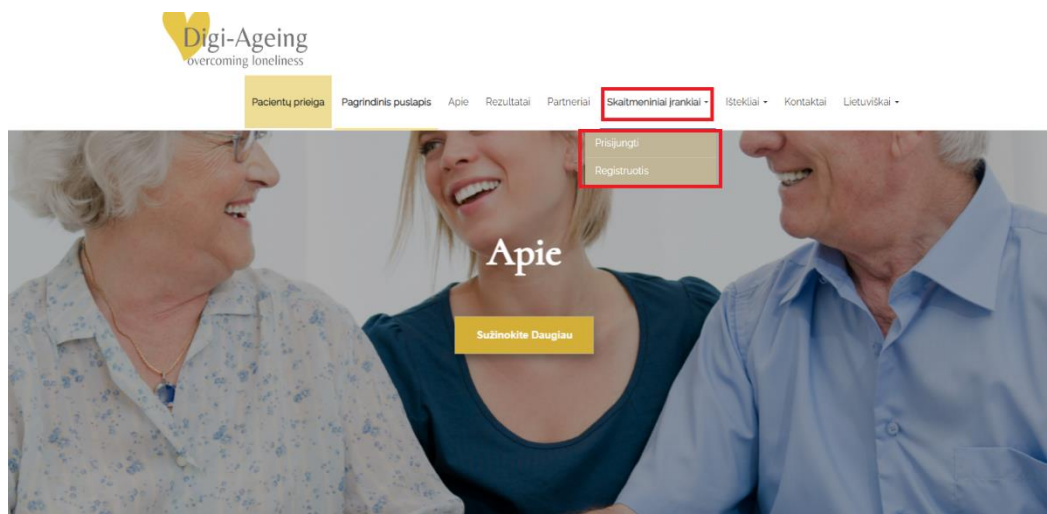 Digi-Ageing
overcoming loneliness
Pacientų prieiga Pagrindinis puslapis Apie Rezultatai Partneriai Skaitmeniniai įrankiai Ištekliai Kontaktai Lietuviškai
Prisijungti
Registruotis
Apie
Sužinokite Daugiau